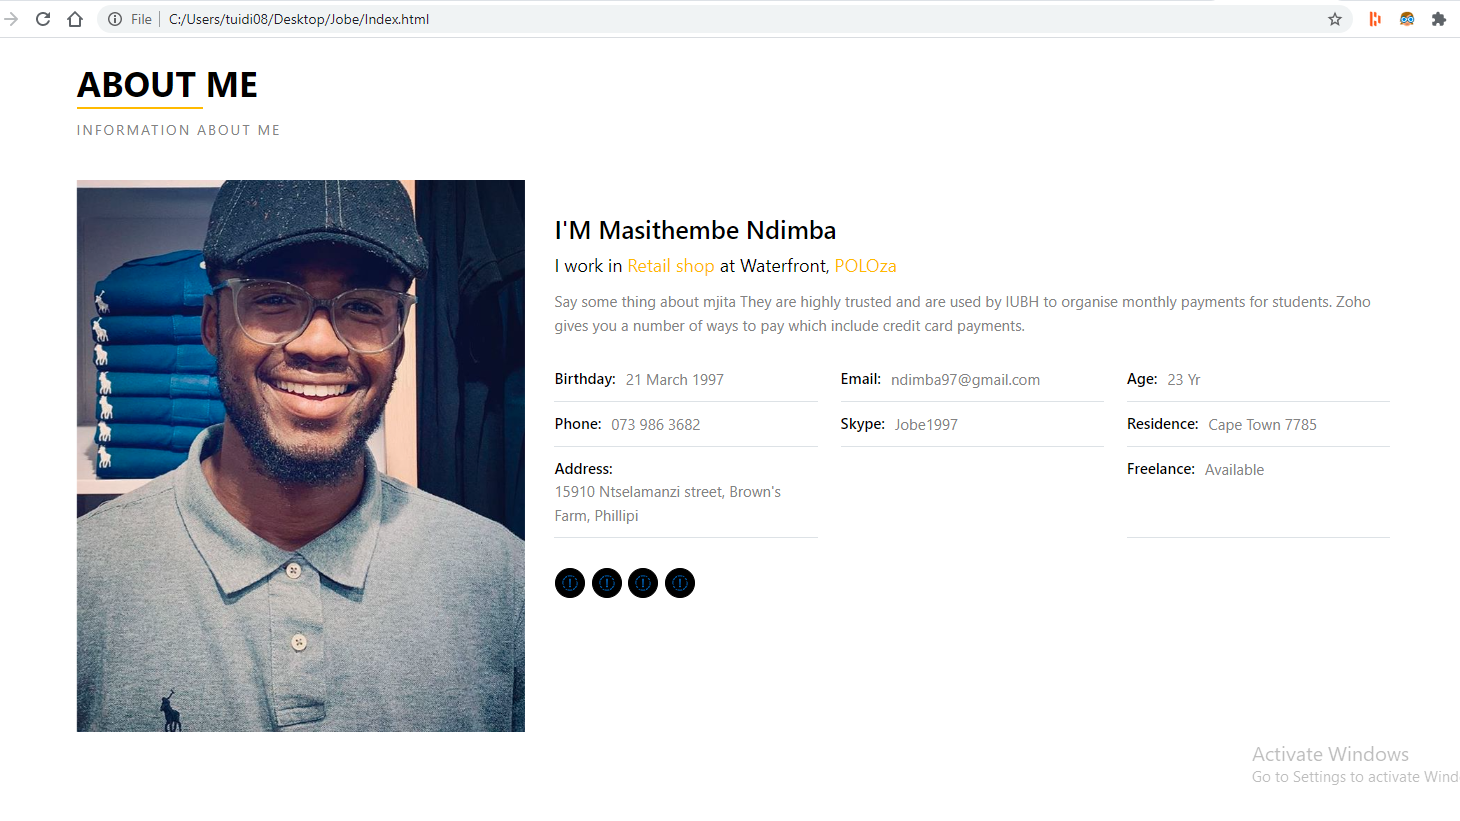 File | C:/Users/tuidi08/Desktop/Jobe/Index.html
ABOUT ME
INFORMATION ABOUT ME
I'M Masithembe Ndimba
I work in Retail shop at Waterfront, POLOza
Say some thing about mjita They are highly trusted and are used by IUBH to organise monthly payments for students. Zoho
gives you a number of ways to pay which include credit card payments.
Birthday: 21 March 1997
Email: ndimba97@gmail.com
Age: 23 Yr
Phone: 073 986 3682
Skype: Jobe1997
Residence: Cape Town 7785
Address:
15910 Ntselamanzi street, Brown's
Farm, Phillipi
Freelance: Available
Activate Windows
Go to Settings to activate Wind